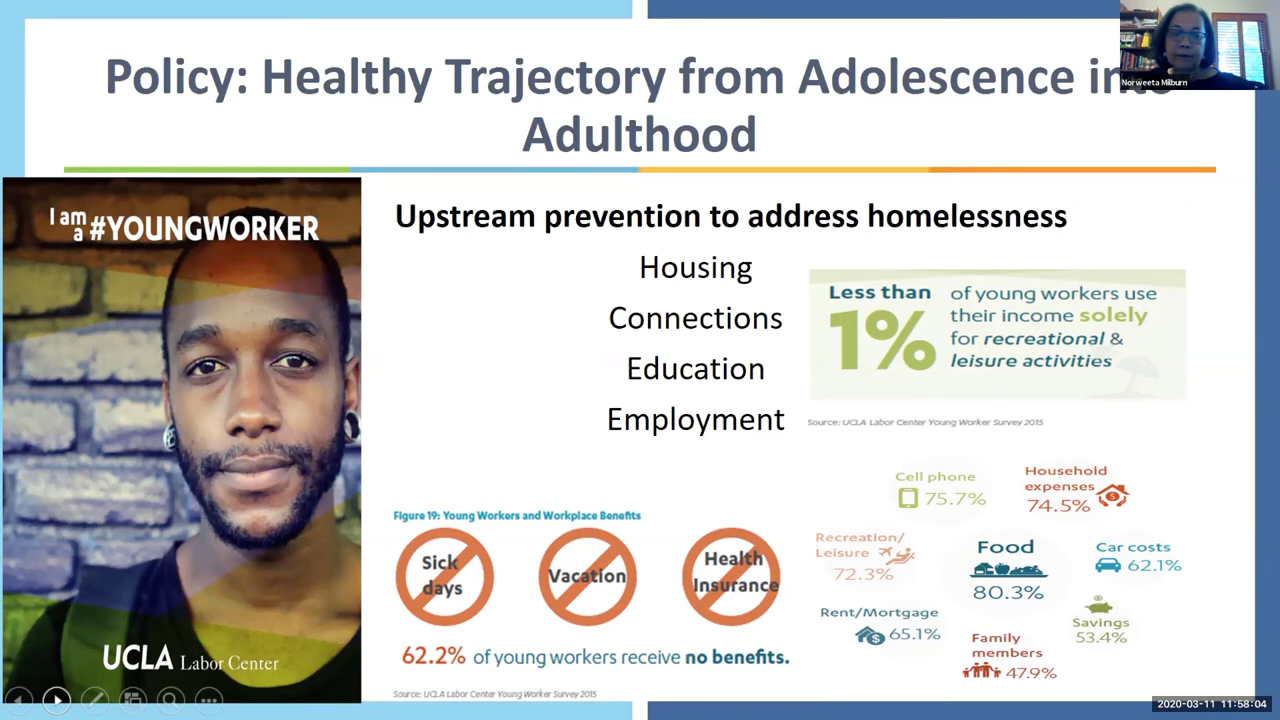 Policy: Healthy Trajectory from Adolescence into
Adulthood
Norweeta Milburn
I am
a #YOUNGWORKER
UCLA Labor Center
Upstream prevention to address homelessness
Housing
Connections
Education
Employment
Less than
1%
of young workers use
their income solely
for recreational &
leisure activities
Source: UCLA Labor Center Young Worker Survey 2015
Figure 19: Young Workers and Workplace Benefits
Sick
days
Vacation
Health
Insurance
62.2% of young workers receive no benefits.
Source: UCLA Labor Center Young Worker Survey 2015
Cell phone
75.7%
Household
expenses
74.5%
Recreation/
Leisure
72.3%
Food
80.3%
Car costs
62.1%
Rent/Mortgage
65.1%
Savings
53.4%
Family
members
47.9%
2020-03-11 11:58:04